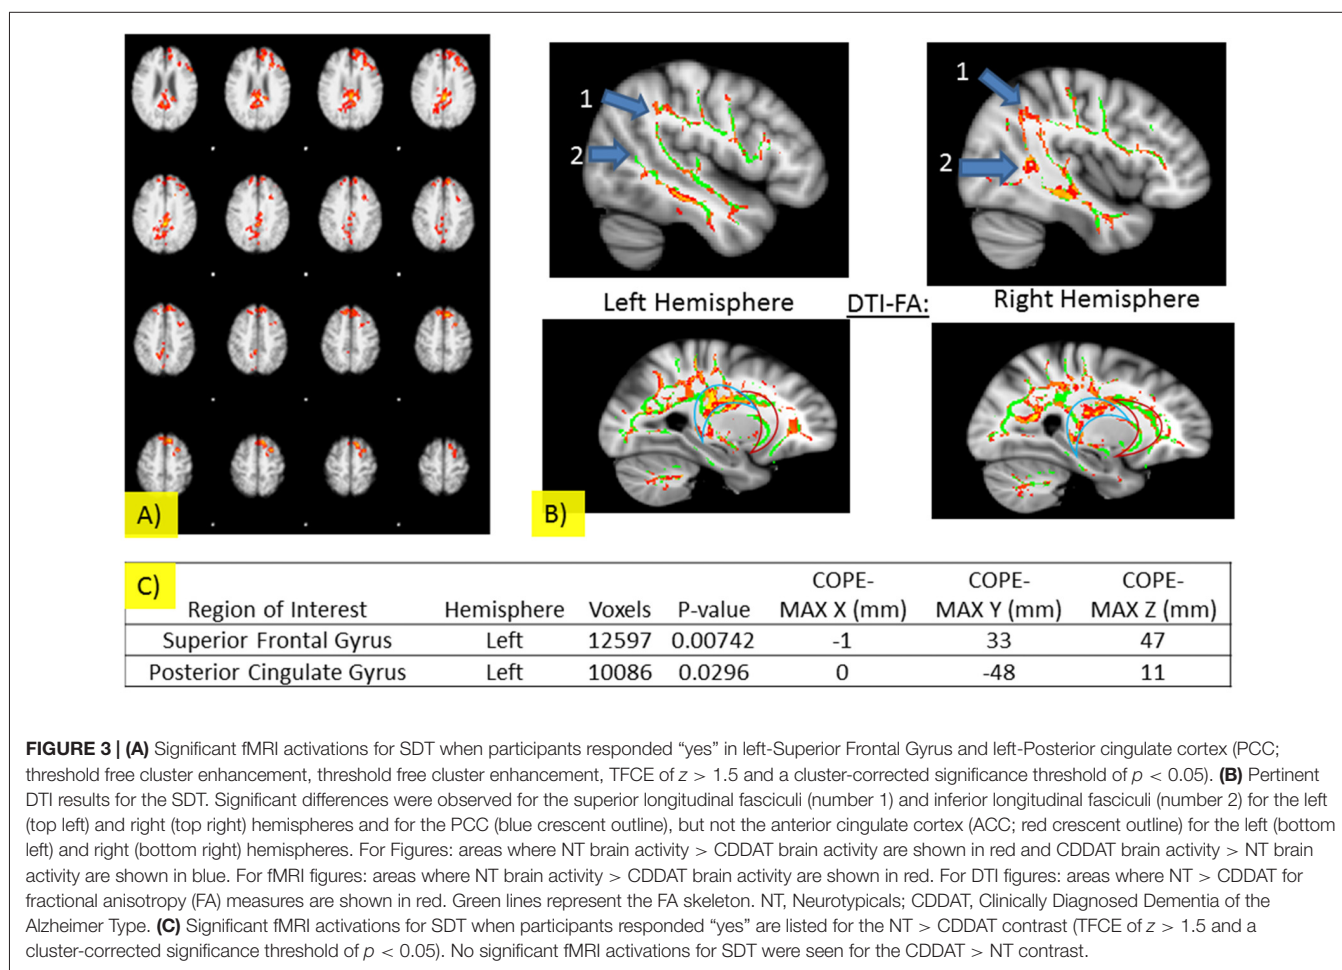 1
2
1
2
Left Hemisphere
DTI-FA:
Right Hemisphere
A)
B)
C)
Region of Interest Hemisphere Voxels P-value COPE-MAX X (mm) COPE-MAX Y (mm) COPE-MAX Z (mm)
Superior Frontal Gyrus Left 12597 0.00742 -1 33 47
Posterior Cingulate Gyrus Left 10086 0.0296 0 -48 11
FIGURE 3 | (A) Significant fMRI activations for SDT when participants responded “yes” in left-Superior Frontal Gyrus and left-Posterior cingulate cortex (PCC;
threshold free cluster enhancement, threshold free cluster enhancement, TFCE of z > 1.5 and a cluster-corrected significance threshold of p < 0.05). (B) Pertinent
DTI results for the SDT. Significant differences were observed for the superior longitudinal fasciculi (number 1) and inferior longitudinal fasciculi (number 2) for the left
(top left) and right (top right) hemispheres and for the PCC (blue crescent outline), but not the anterior cingulate cortex (ACC; red crescent outline) for the left (bottom
left) and right (bottom right) hemispheres. For Figures: areas where NT brain activity > CDDAT brain activity are shown in red and CDDAT brain activity > NT brain
activity are shown in blue. For fMRI figures: areas where NT brain activity > CDDAT brain activity are shown in red. For DTI figures: areas where NT > CDDAT for
fractional anisotropy (FA) measures are shown in red. Green lines represent the FA skeleton. NT, Neurotypicals; CDDAT, Clinically Diagnosed Dementia of the
Alzheimer Type. (C) Significant fMRI activations for SDT when participants responded “yes” are listed for the NT > CDDAT contrast (TFCE of z > 1.5 and a
cluster-corrected significance threshold of p < 0.05). No significant fMRI activations for SDT were seen for the CDDAT > NT contrast.